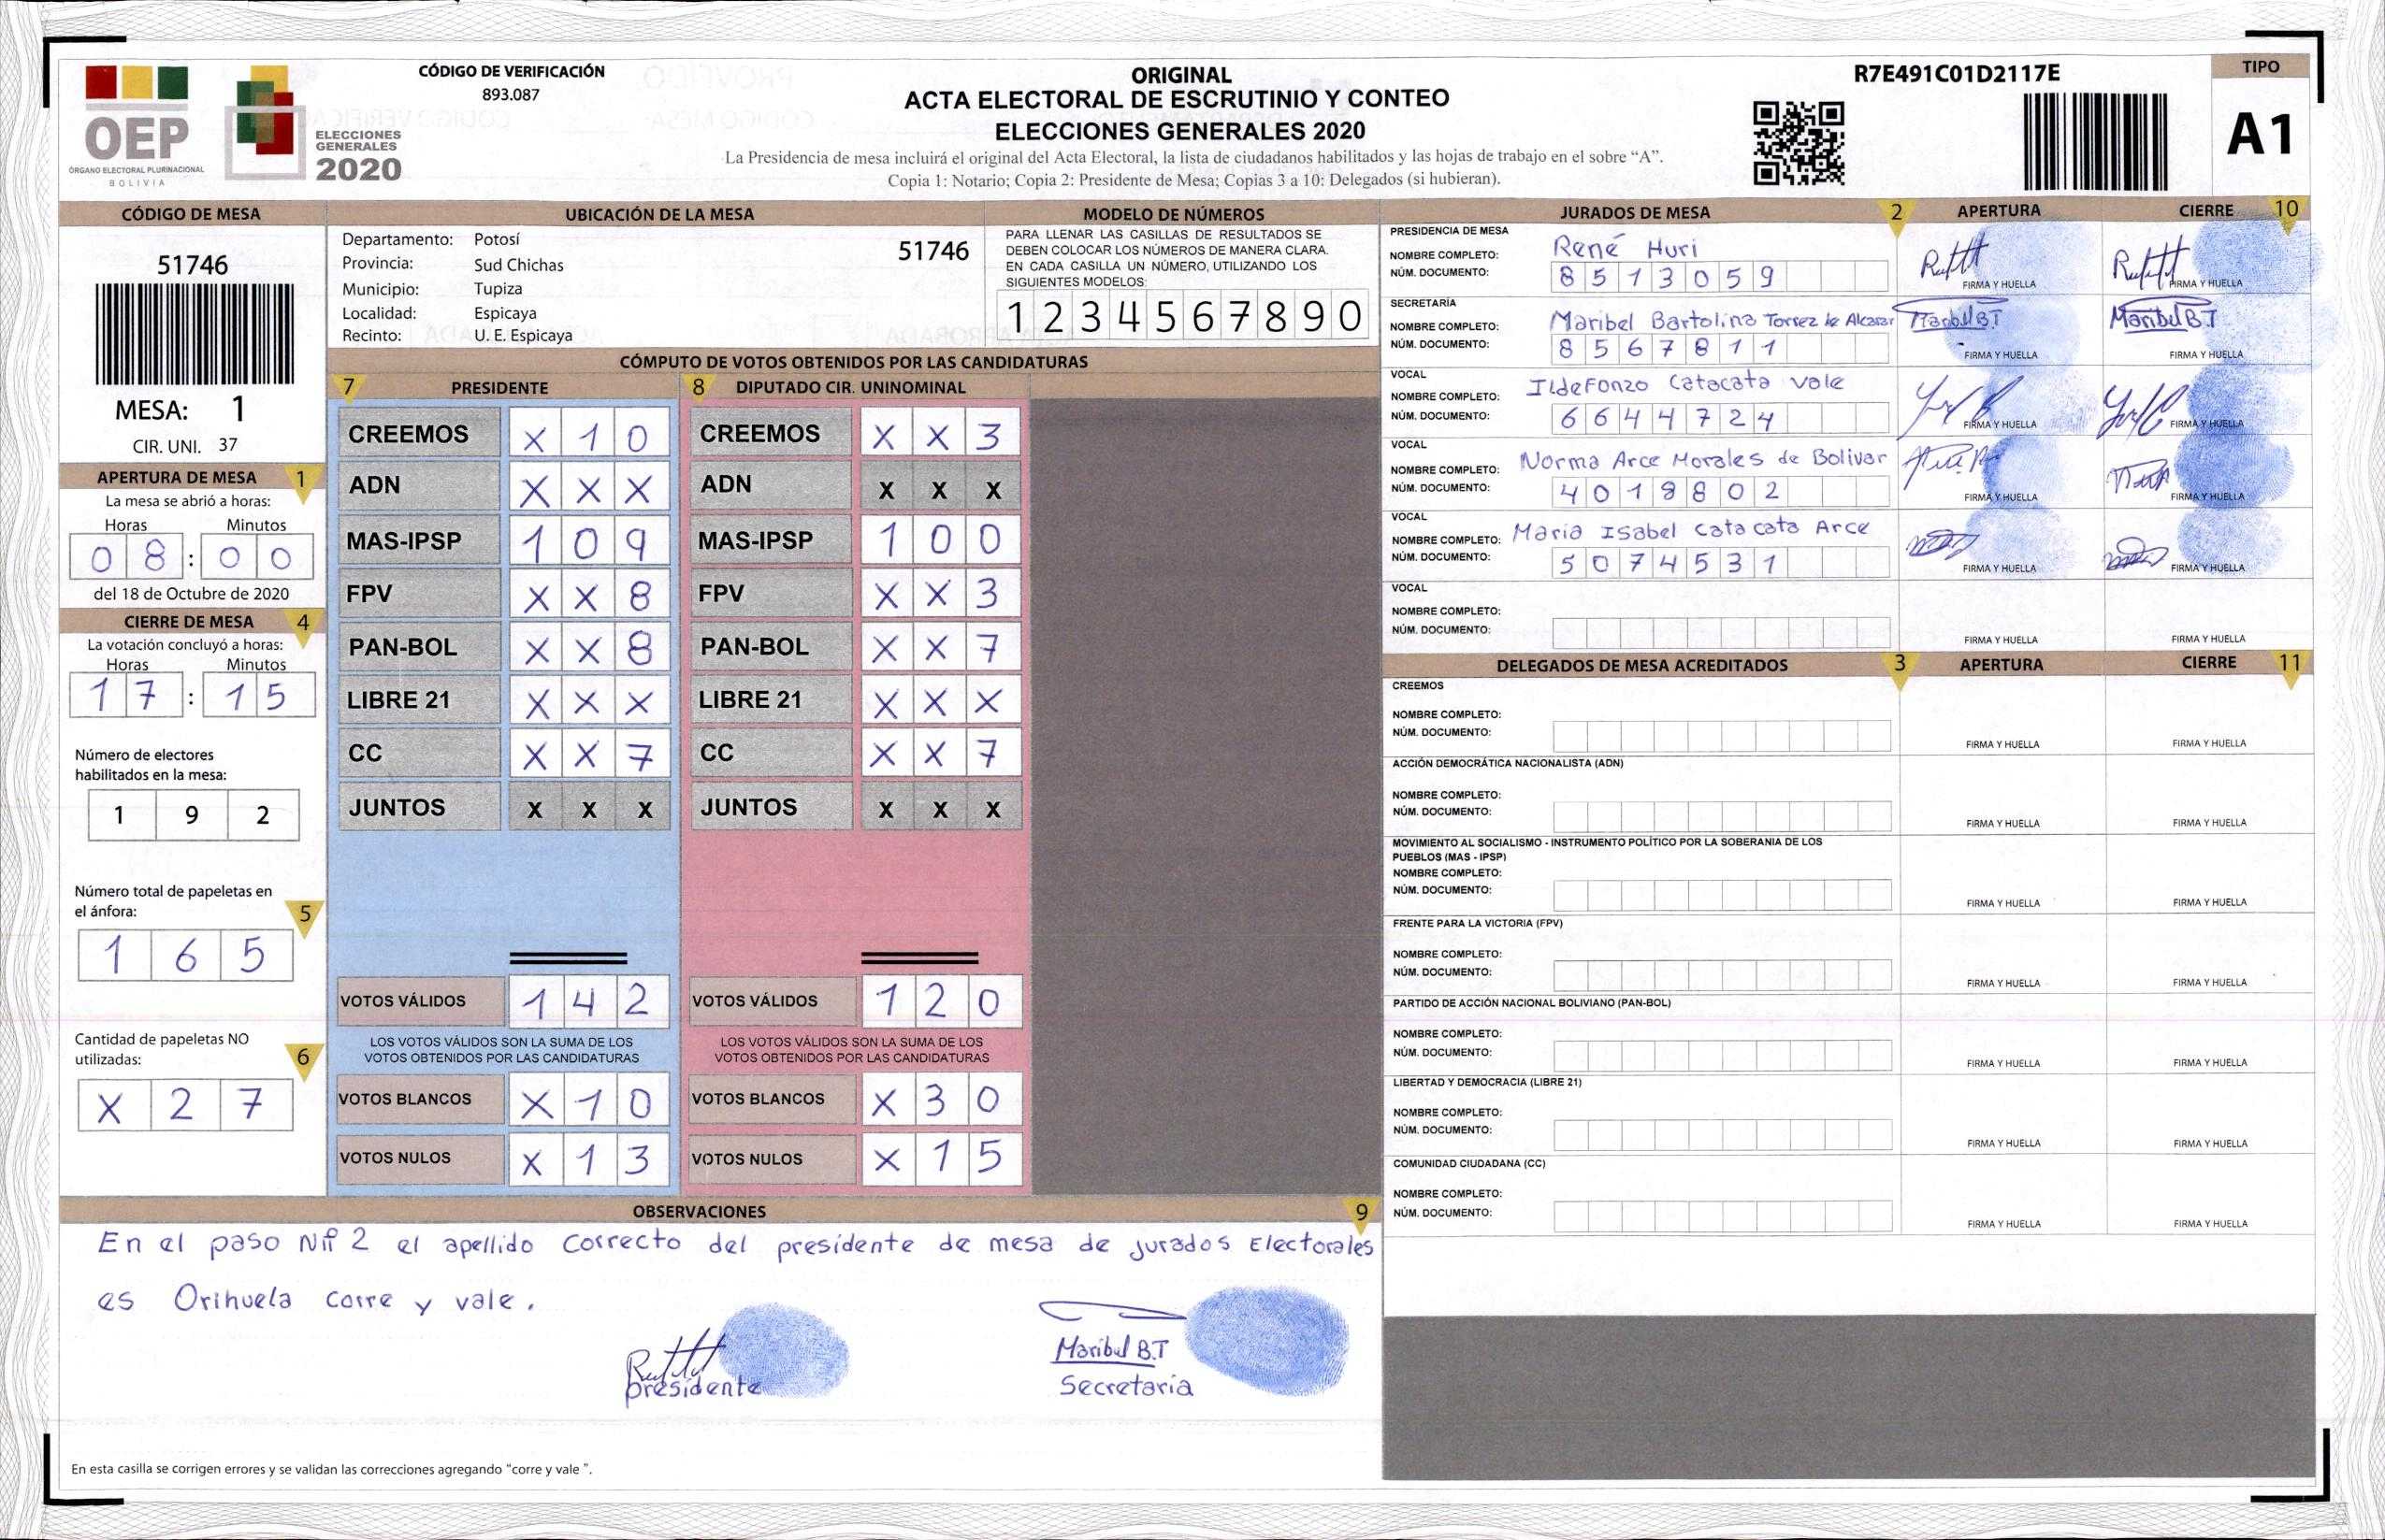 OEP
ÓRGANO ELECTORAL PLURINACIONAL
BOLIVIA
ELECCIONES
GENERALES
2020
CÓDIGO DE VERIFICACIÓN
893.087
ORIGINAL
ACTA ELECTORAL DE ESCRUTINIO Y CONTEO
ELECCIONES GENERALES 2020
La Presidencia de mesa incluirá el original del Acta Electoral, la lista de ciudadanos habilitados y las hojas de trabajo en el sobre “A”.
Copia 1: Notario; Copia 2: Presidente de Mesa; Copias 3 a 10: Delegados (si hubieran).
R7E491C01D2117E
TIPO
A1
CÓDIGO DE MESA
51746
MESA: 1
CIR. UNI. 37
APERTURA DE MESA 1
La mesa se abrió a horas:
Horas Minutos
0 8 : 0 0
del 18 de Octubre de 2020
CIERRE DE MESA 4
La votación concluyó a horas:
Horas Minutos
1 7 : 1 5
Número de electores
habilitados en la mesa:
1 9 2
Número total de papeletas en
el ánfora: 5
1 6 5
Cantidad de papeletas NO
utilizadas: 6
X 2 7
UBICACIÓN DE LA MESA
Departamento: Potosí 51746
Provincia: Sud Chichas
Municipio: Tupiza
Localidad: Espicaya
Recinto: U. E. Espicaya
MODELO DE NÚMEROS
PARA LLENAR LAS CASILLAS DE RESULTADOS SE
DEBEN COLOCAR LOS NÚMEROS DE MANERA CLARA.
EN CADA CASILLA UN NÚMERO, UTILIZANDO LOS
SIGUIENTES MODELOS:
1 2 3 4 5 6 7 8 9 0
CÓMPUTO DE VOTOS OBTENIDOS POR LAS CANDIDATURAS
7 PRESIDENTE 8 DIPUTADO CIR. UNINOMINAL
CREEMOS X 1 0 CREEMOS X X 3
ADN X X X ADN X X X
MAS-IPSP 1 0 9 MAS-IPSP 1 0 0
FPV X X 8 FPV X X 3
PAN-BOL X X 8 PAN-BOL X X 7
LIBRE 21 X X X LIBRE 21 X X X
CC X X 7 CC X X 7
JUNTOS X X X JUNTOS X X X
VOTOS VÁLIDOS 1 4 2 VOTOS VÁLIDOS 1 2 0
LOS VOTOS VÁLIDOS SON LA SUMA DE LOS LOS VOTOS VÁLIDOS SON LA SUMA DE LOS
VOTOS OBTENIDOS POR LAS CANDIDATURAS VOTOS OBTENIDOS POR LAS CANDIDATURAS
VOTOS BLANCOS X 1 0 VOTOS BLANCOS X 3 0
VOTOS NULOS X 1 3 VOTOS NULOS X 1 5
OBSERVACIONES 9
En el paso Nº 2 el apellido correcto del presidente de mesa de jurados Electorales
es Orihuela corre y vale.
presidente
Maribel B.T
Secretaria
En esta casilla se corrigen errores y se validan las correcciones agregando “corre y vale ”.
JURADOS DE MESA 2 APERTURA CIERRE 10
PRESIDENCIA DE MESA
NOMBRE COMPLETO: René Huri
NÚM. DOCUMENTO: 8 5 1 3 0 5 9
FIRMA Y HUELLA FIRMA Y HUELLA
SECRETARÍA
NOMBRE COMPLETO: Maribel Bartolina Torrez de Alcazar
Maribel B.T
NÚM. DOCUMENTO: 8 5 6 7 8 1 1
FIRMA Y HUELLA FIRMA Y HUELLA
VOCAL
NOMBRE COMPLETO: Ildefonzo Catacata Vale
NÚM. DOCUMENTO: 6 6 4 4 7 2 4
FIRMA Y HUELLA FIRMA Y HUELLA
VOCAL
NOMBRE COMPLETO: Norma Arce Morales de Bolivar
NÚM. DOCUMENTO: 4 0 1 9 8 0 2
FIRMA Y HUELLA FIRMA Y HUELLA
VOCAL
NOMBRE COMPLETO: Maria Isabel Catacata Arce
NÚM. DOCUMENTO: 5 0 7 4 5 3 1
FIRMA Y HUELLA FIRMA Y HUELLA
VOCAL
NOMBRE COMPLETO:
NÚM. DOCUMENTO:
FIRMA Y HUELLA FIRMA Y HUELLA
DELEGADOS DE MESA ACREDITADOS 3 APERTURA CIERRE 11
CREEMOS
NOMBRE COMPLETO:
NÚM. DOCUMENTO:
FIRMA Y HUELLA FIRMA Y HUELLA
ACCIÓN DEMOCRÁTICA NACIONALISTA (ADN)
NOMBRE COMPLETO:
NÚM. DOCUMENTO:
FIRMA Y HUELLA FIRMA Y HUELLA
MOVIMIENTO AL SOCIALISMO - INSTRUMENTO POLÍTICO POR LA SOBERANIA DE LOS
PUEBLOS (MAS - IPSP)
NOMBRE COMPLETO:
NÚM. DOCUMENTO:
FIRMA Y HUELLA FIRMA Y HUELLA
FRENTE PARA LA VICTORIA (FPV)
NOMBRE COMPLETO:
NÚM. DOCUMENTO:
FIRMA Y HUELLA FIRMA Y HUELLA
PARTIDO DE ACCIÓN NACIONAL BOLIVIANO (PAN-BOL)
NOMBRE COMPLETO:
NÚM. DOCUMENTO:
FIRMA Y HUELLA FIRMA Y HUELLA
LIBERTAD Y DEMOCRACIA (LIBRE 21)
NOMBRE COMPLETO:
NÚM. DOCUMENTO:
FIRMA Y HUELLA FIRMA Y HUELLA
COMUNIDAD CIUDADANA (CC)
NOMBRE COMPLETO:
NÚM. DOCUMENTO:
FIRMA Y HUELLA FIRMA Y HUELLA